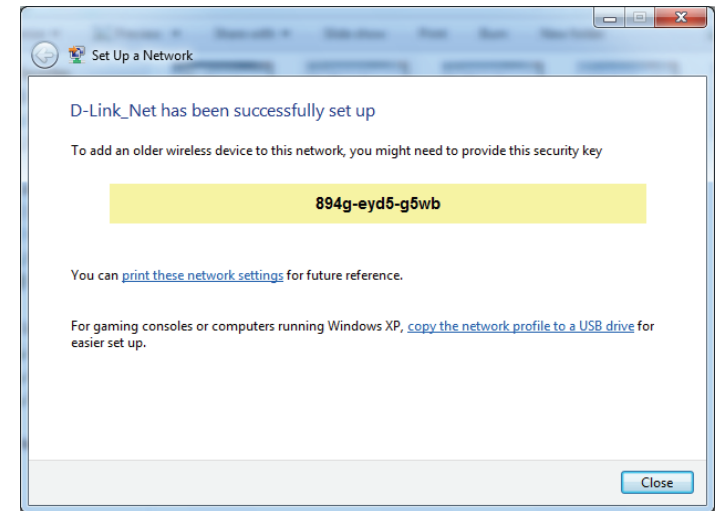 Set Up a Network
D-Link_Net has been successfully set up
To add an older wireless device to this network, you might need to provide this security key
894g-eyd5-g5wb
You can print these network settings for future reference.
For gaming consoles or computers running Windows XP, copy the network profile to a USB drive for
easier set up.
Close